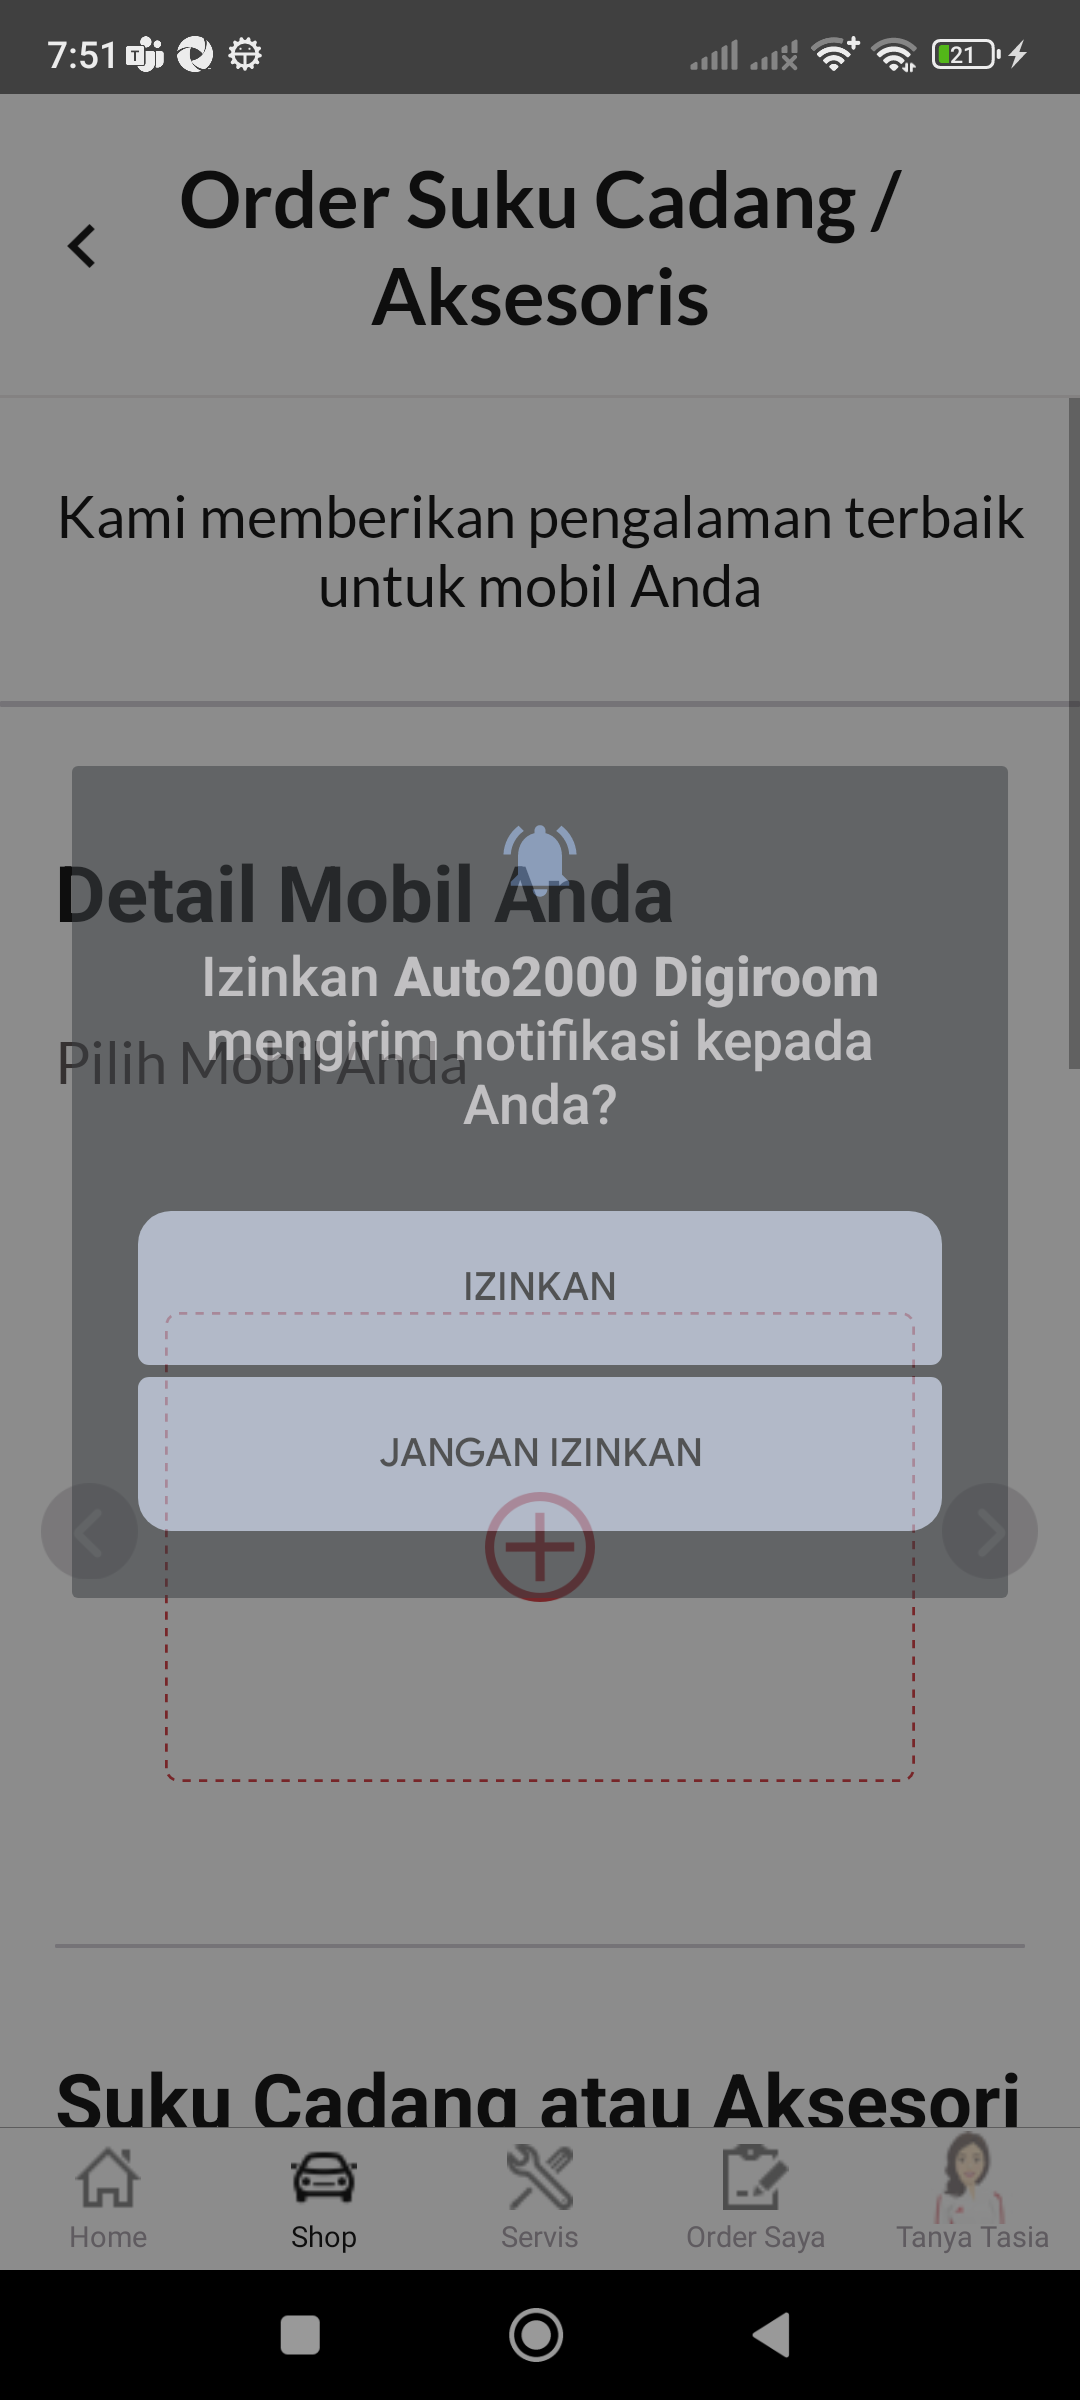 7:51
21
Order Suku Cadang /
Aksesoris
Kami memberikan pengalaman terbaik
untuk mobil Anda
Detail Mobil Anda
Izinkan Auto2000 Digiroom
mengirim notifikasi kepada
Anda?
Pilih Mobil Anda
IZINKAN
JANGAN IZINKAN
Suku Cadang atau Aksesori
Home
Shop
Servis
Order Saya
Tanya Tasia